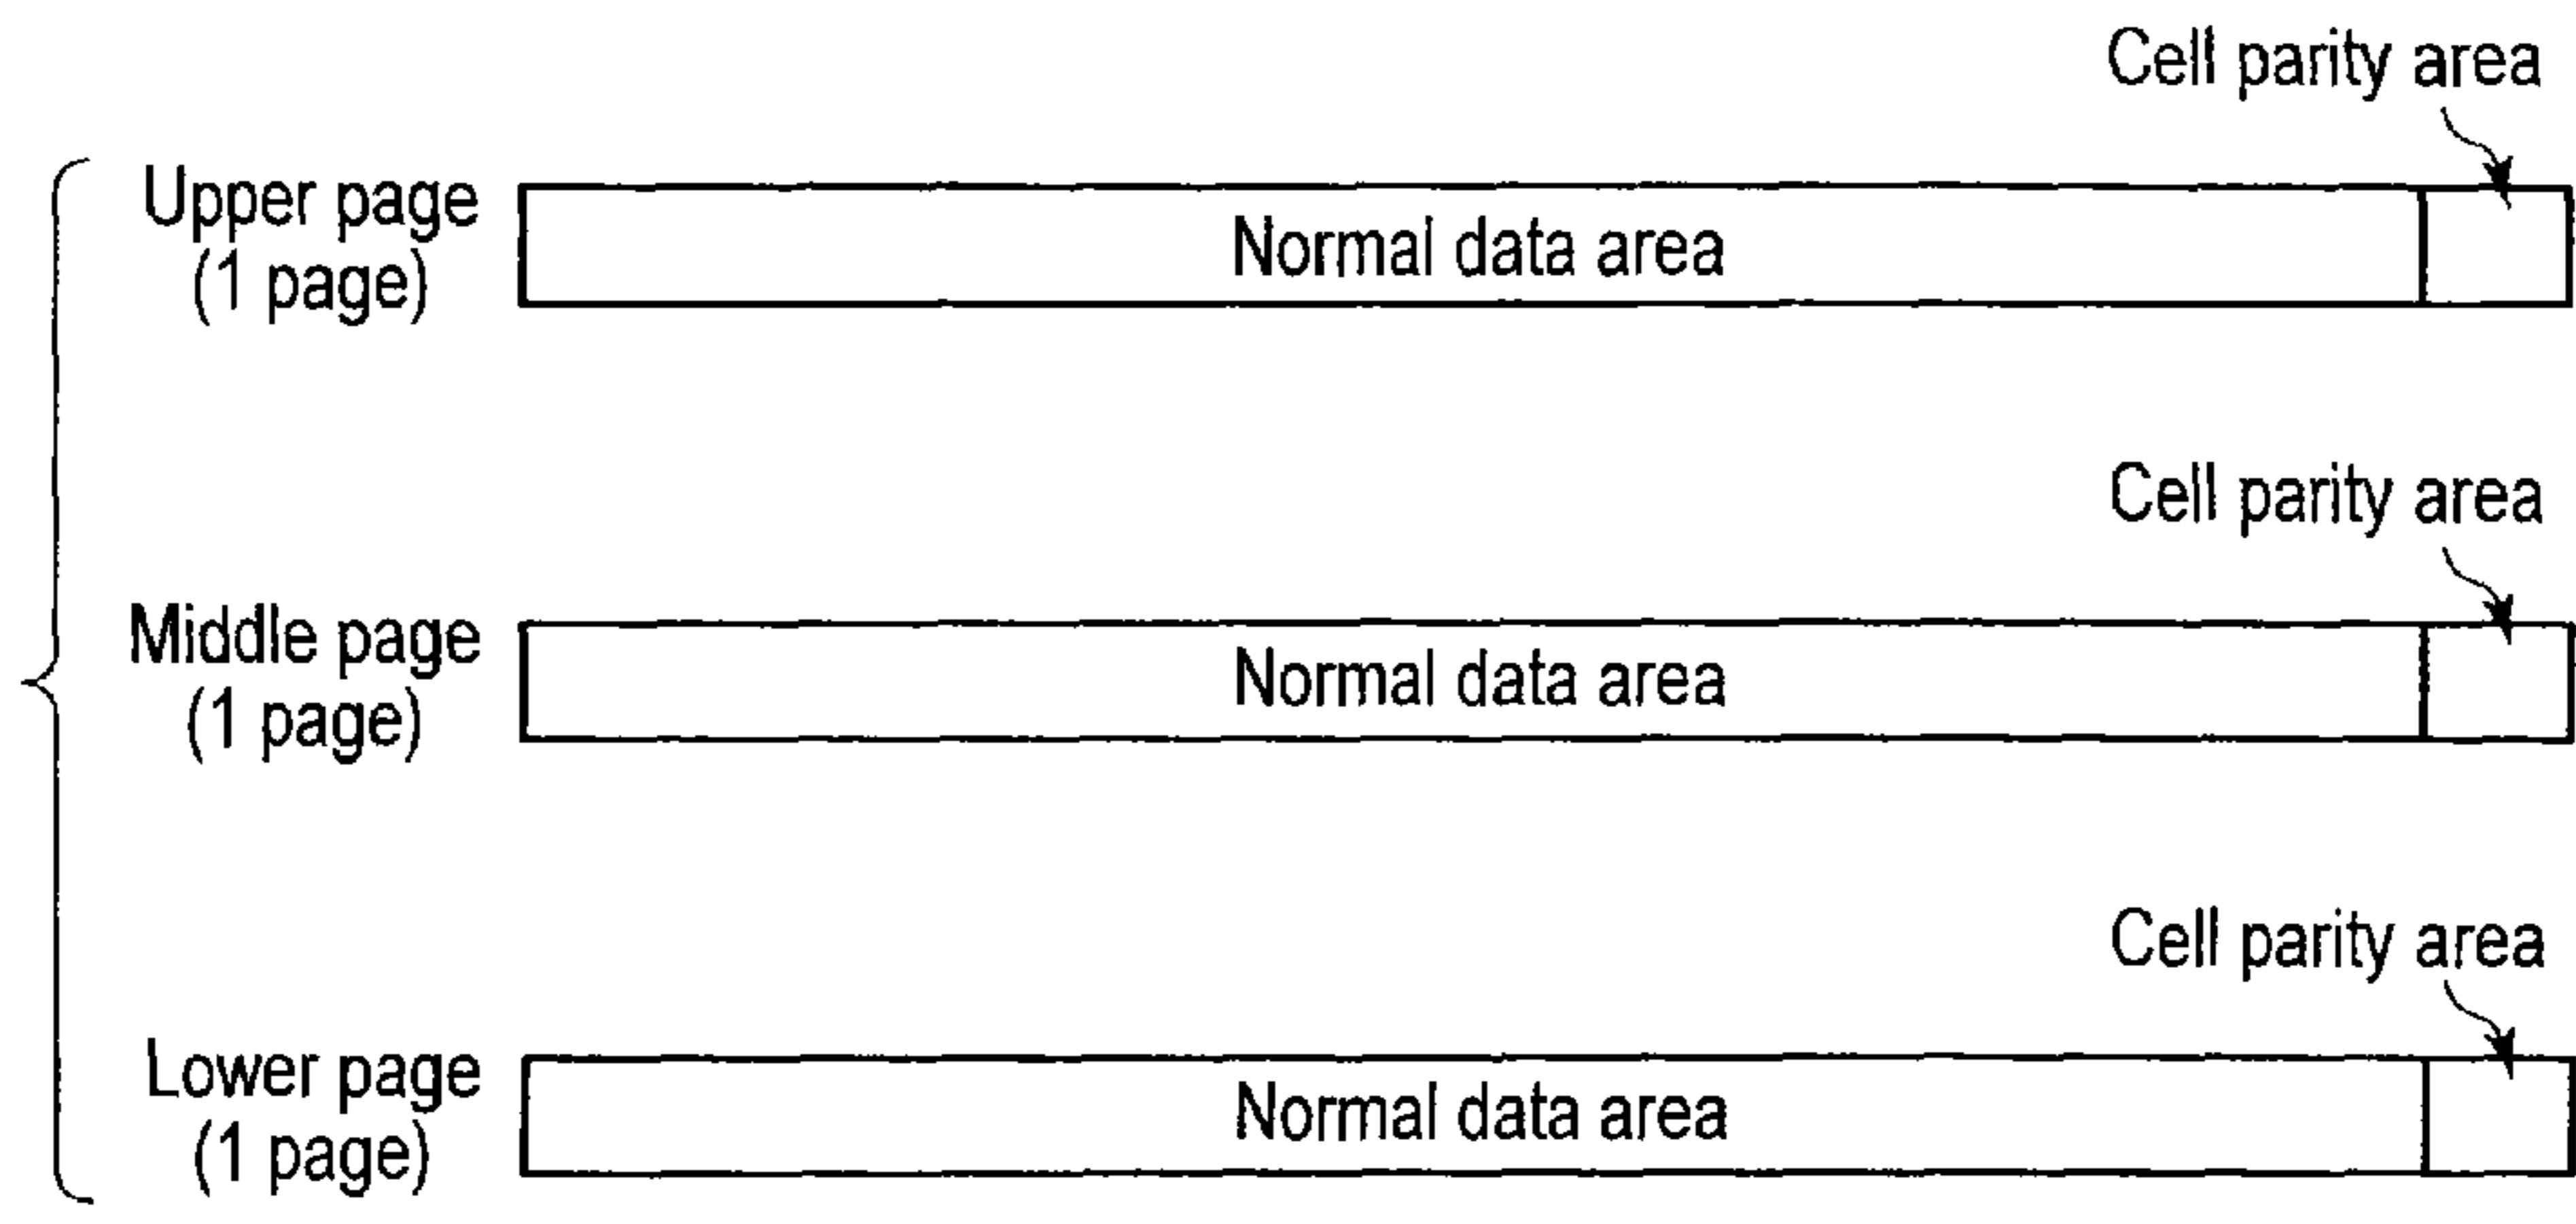 Cell parity area
Upper page
(1 page)
Normal data area
Cell parity area
Middle page
(1 page)
Normal data area
Cell parity area
Lower page
(1 page)
Normal data area